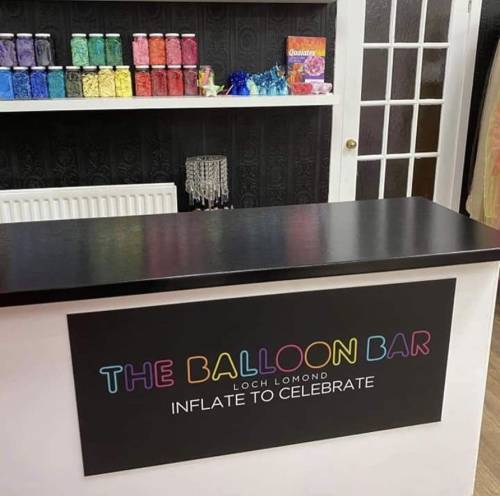 Qualatex
THE BALLOON BAR
LOCH LOMOND
INFLATE TO CELEBRATE